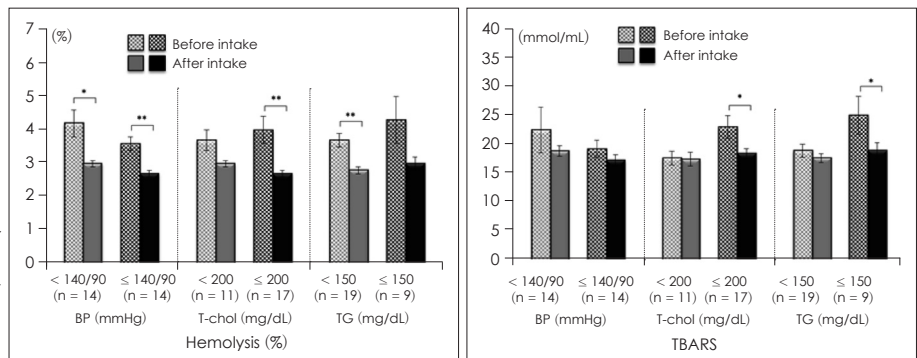 7
6
5
4
3
2
1
0
(%)
Before intake
After intake
*
**
**
**
< 140/90 ≤ 140/90 < 200 ≤ 200 < 150 ≤ 150
(n = 14) (n = 14) (n = 11) (n = 17) (n = 19) (n = 9)
BP (mmHg) T-chol (mg/dL) TG (mg/dL)
Hemolysis (%)
40
35
30
25
20
15
10
5
0
(mmol/mL)
Before intake
After intake
*
*
< 140/90 ≤ 140/90 < 200 ≤ 200 < 150 ≤ 150
(n = 14) (n = 14) (n = 11) (n = 17) (n = 19) (n = 9)
BP (mmHg) T-chol (mg/dL) TG (mg/dL)
TBARS